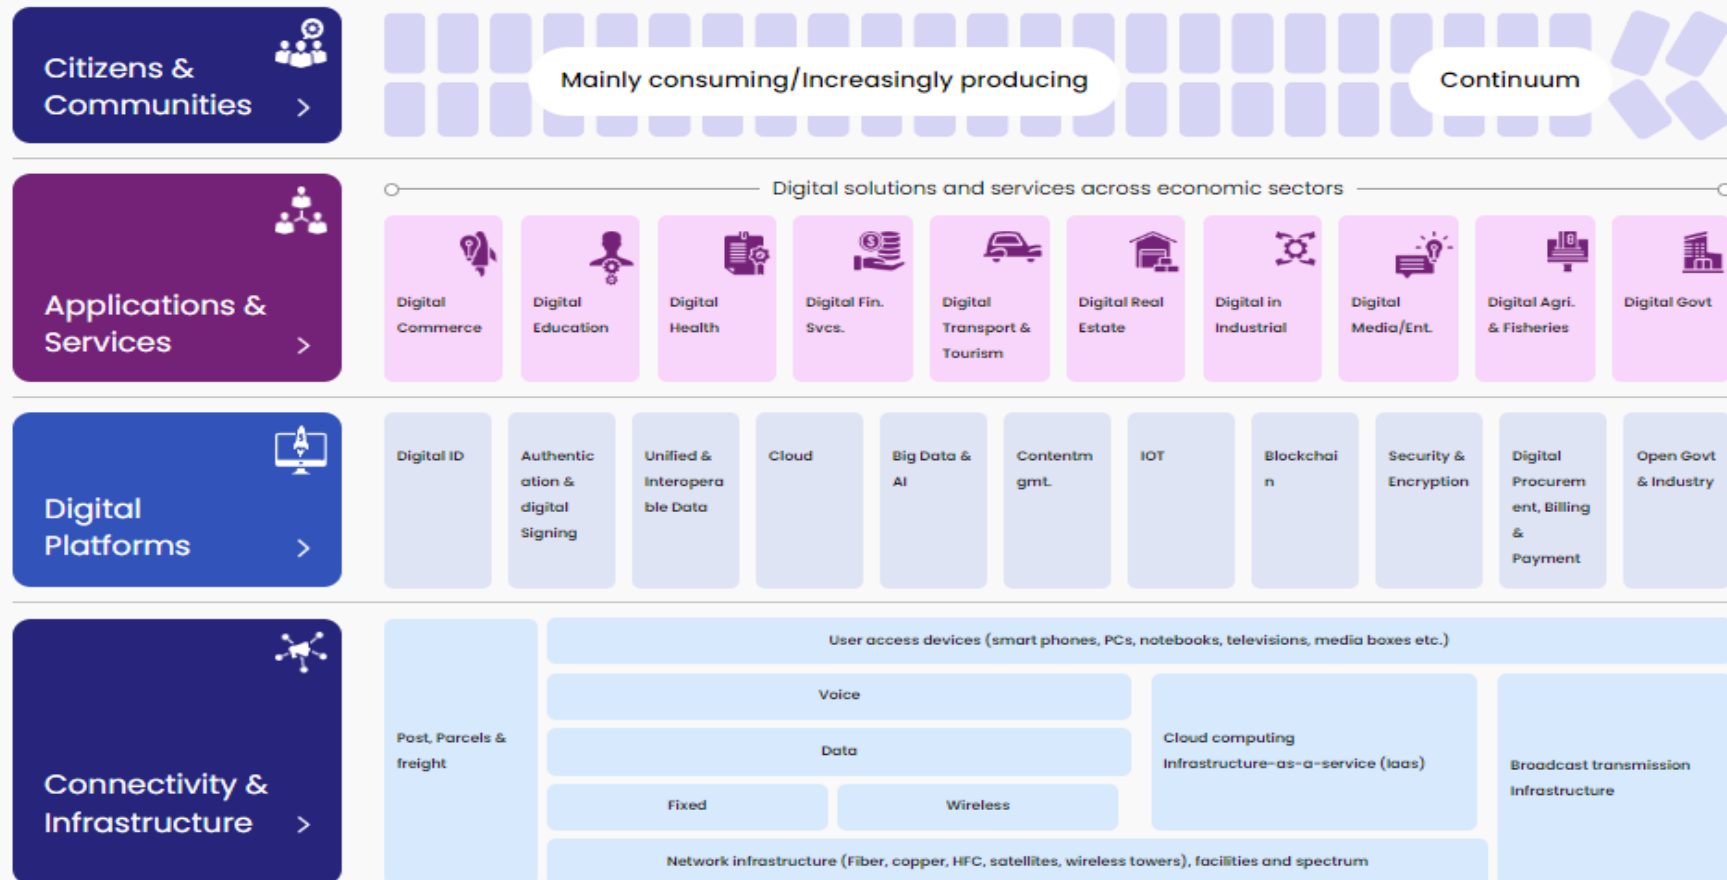 Citizens &
Communities
Mainly consuming/Increasingly producing
Continuum
Applications &
Services
Digital solutions and services across economic sectors
Digital
Commerce
Digital
Education
Digital
Health
Digital Fin.
Svcs.
Digital
Transport &
Tourism
Digital Real
Estate
Digital in
Industrial
Digital
Media/Ent.
Digital Agri.
& Fisheries
Digital Govt
Digital
Platforms
Digital ID
Authentic
ation &
digital
Signing
Unified &
Interopera
ble Data
Cloud
Big Data &
AI
Contentm
gmt.
IOT
Blockchai
n
Security &
Encryption
Digital
Procurem
ent, Billing
&
Payment
Open Govt
& Industry
Connectivity &
Infrastructure
Post, Parcels &
freight
User access devices (smart phones, PCs, notebooks, televisions, media boxes etc.)
Voice
Data
Fixed
Wireless
Cloud computing
Infrastructure-as-a-service (Iaas)
Broadcast transmission
Infrastructure
Network infrastructure (Fiber, copper, HFC, satellites, wireless towers), facilities and spectrum